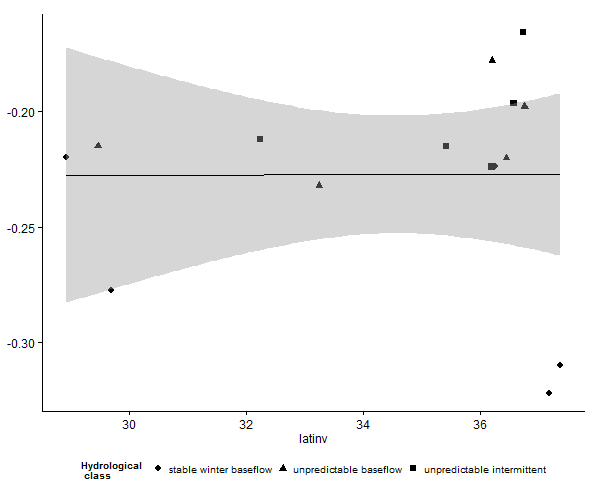 -0.20
-0.25
-0.30
30 32 34 36
latinv
Hydrological
class
stable winter baseflow unpredictable baseflow unpredictable intermittent